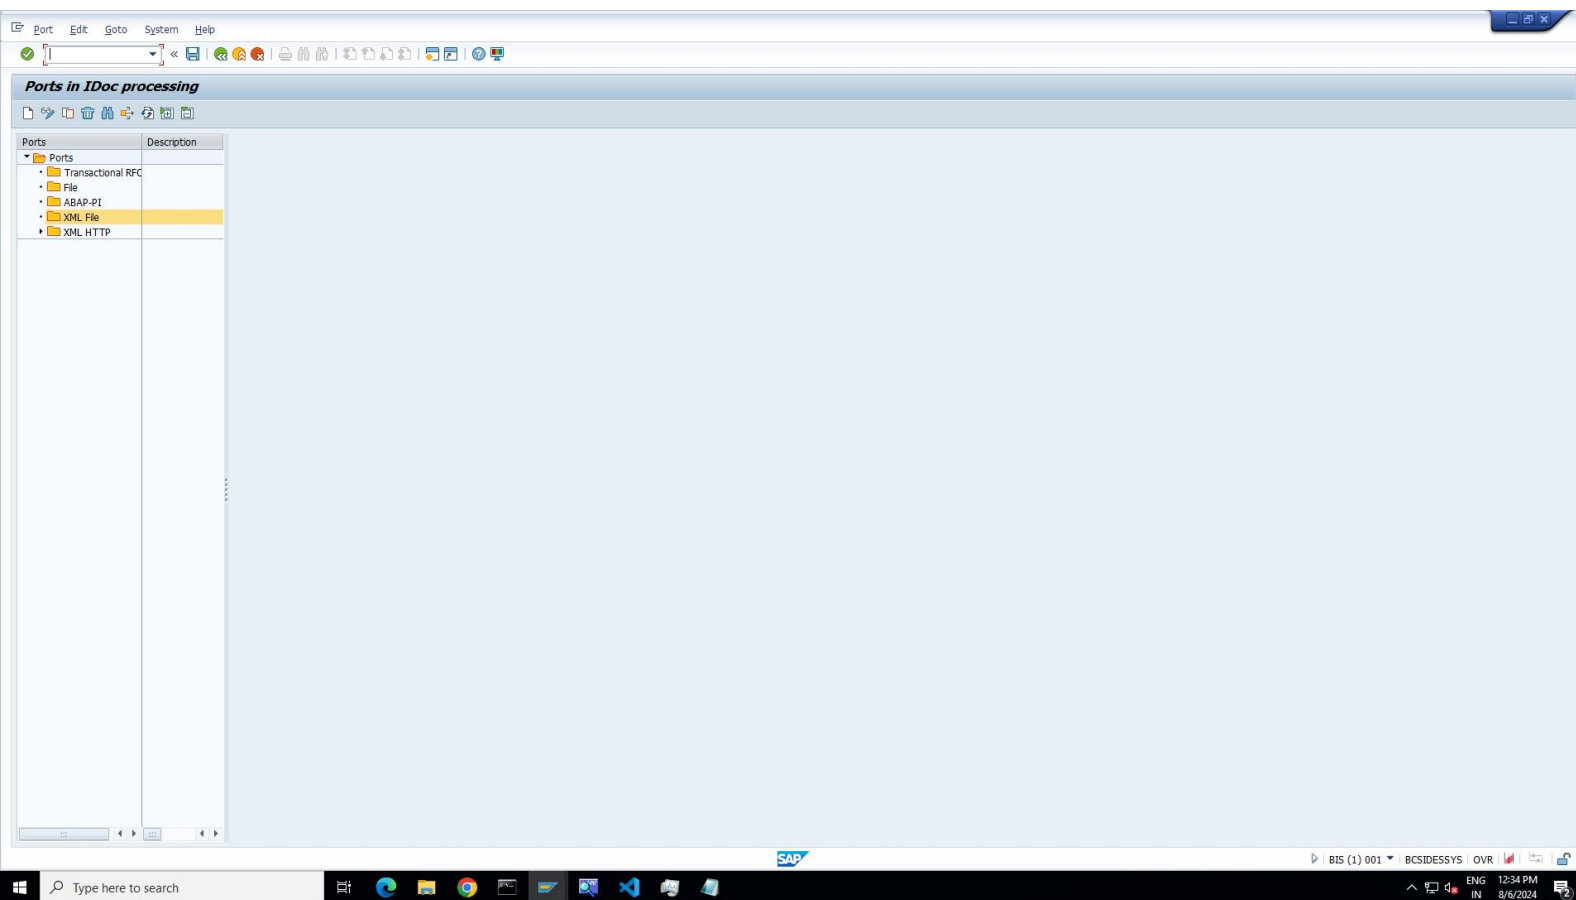 Port Edit Goto System Help
«
Ports in IDoc processing
Ports Description
Ports
Transactional RFC
File
ABAP-PI
XML File
XML HTTP
SAP
BIS (1) 001 BCSIDESSYS OVR
Type here to search
ENG 12:34 PM
IN 8/6/2024
2